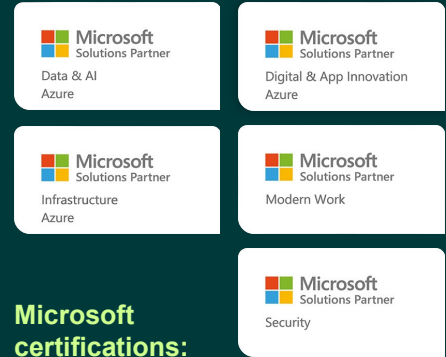 Microsoft
Solutions Partner
Data & AI
Azure
Microsoft
Solutions Partner
Digital & App Innovation
Azure
Microsoft
Solutions Partner
Infrastructure
Azure
Microsoft
Solutions Partner
Modern Work
Microsoft
Solutions Partner
Security
Microsoft
certifications: